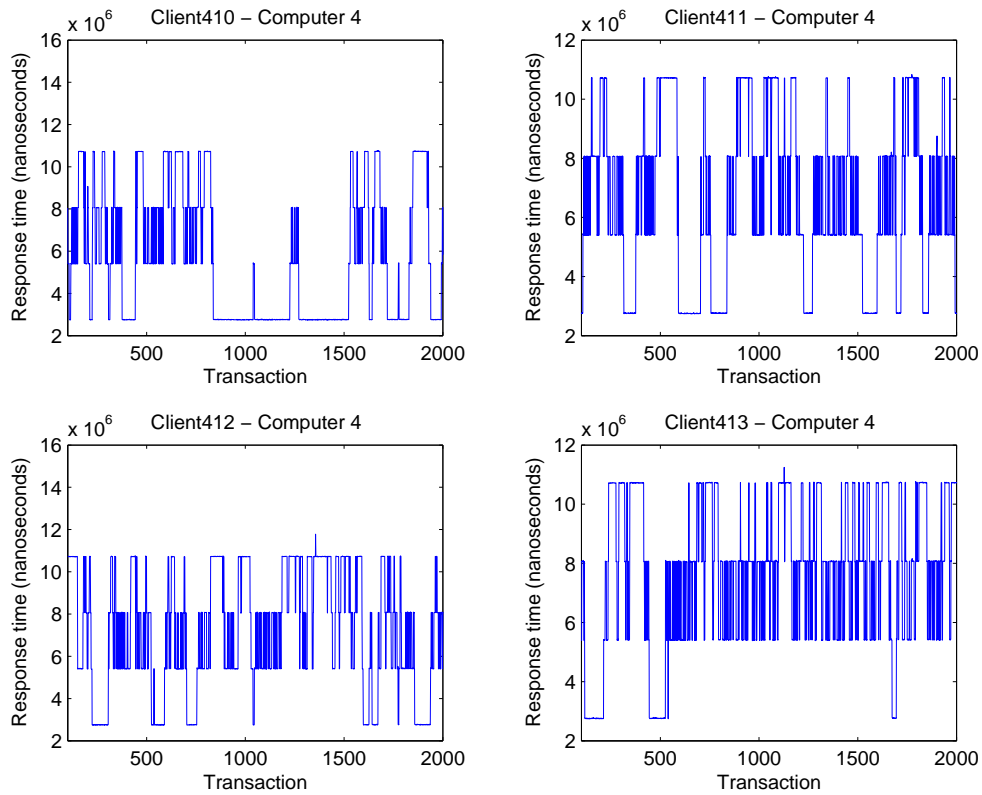 Client410 − Computer 4
x 10^6
Response time (nanoseconds)
16
14
12
10
8
6
4
2
500 1000 1500 2000
Transaction
Client411 − Computer 4
x 10^6
Response time (nanoseconds)
12
10
8
6
4
2
500 1000 1500 2000
Transaction
Client412 − Computer 4
x 10^6
Response time (nanoseconds)
16
14
12
10
8
6
4
2
500 1000 1500 2000
Transaction
Client413 − Computer 4
x 10^6
Response time (nanoseconds)
12
10
8
6
4
2
500 1000 1500 2000
Transaction